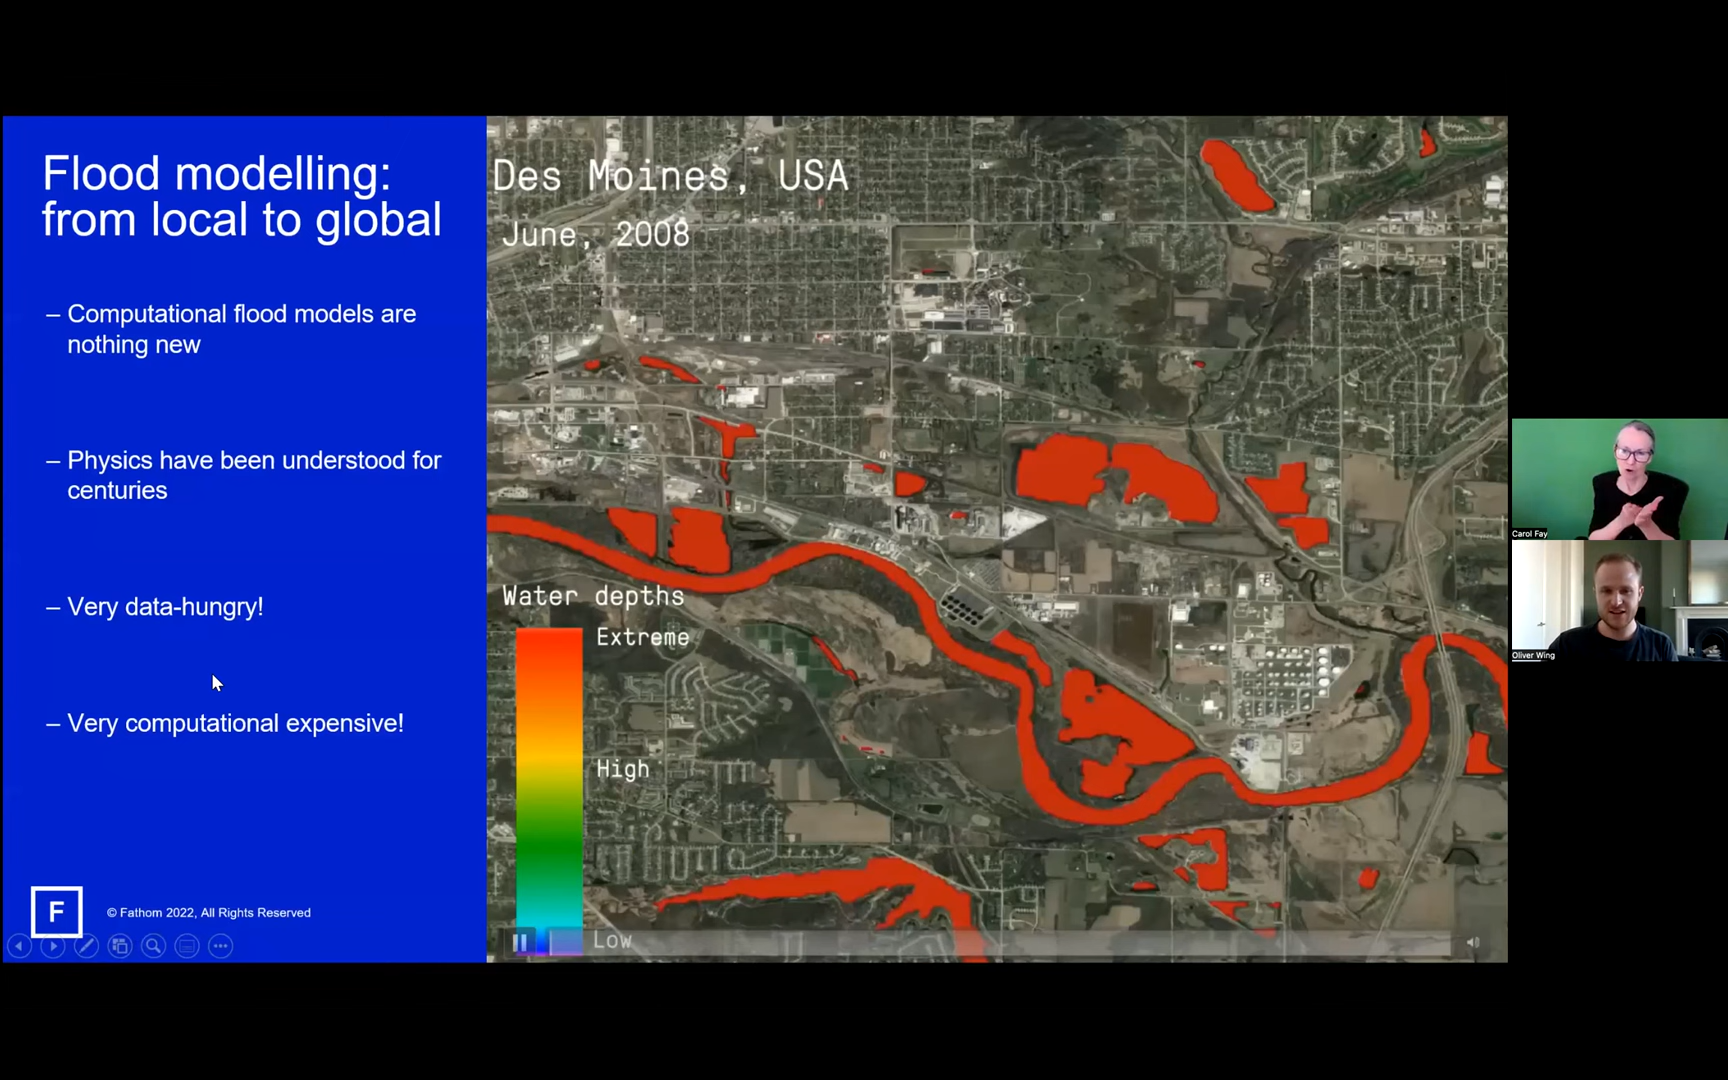 Flood modelling:
from local to global
– Computational flood models are
nothing new
– Physics have been understood for
centuries
– Very data-hungry!
– Very computational expensive!
F
© Fathom 2022, All Rights Reserved
Des Moines, USA
June, 2008
Water depths
Extreme
High
Low
Carol Fay
Oliver Wing